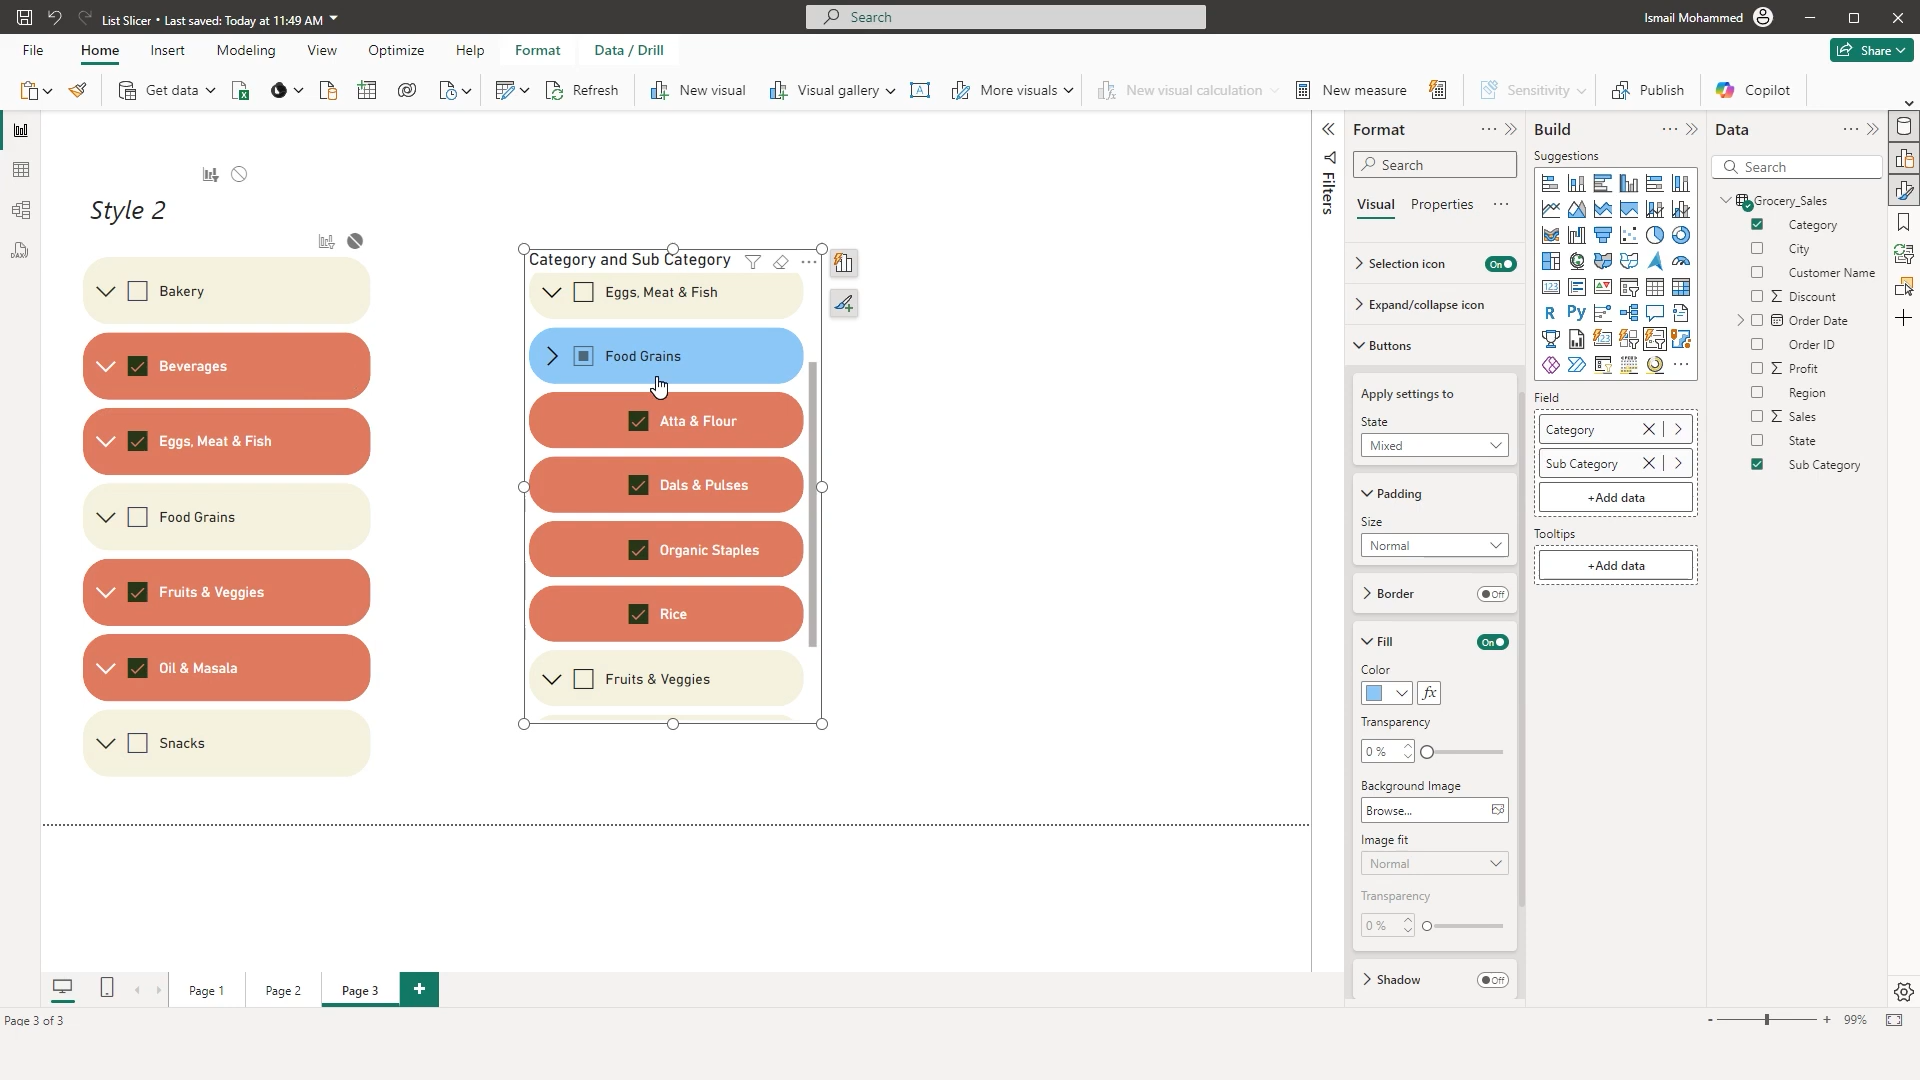 List Slicer • Last saved: Today at 11:49 AM
Search
Ismail Mohammed
File
Home
Insert
Modeling
View
Optimize
Help
Format
Data / Drill
Share
Get data
Refresh
New visual
Visual gallery
More visuals
New visual calculation
New measure
Sensitivity
Publish
Copilot
Style 2
Bakery
Beverages
Eggs, Meat & Fish
Food Grains
Fruits & Veggies
Oil & Masala
Snacks
Category and Sub Category
Eggs, Meat & Fish
Food Grains
Atta & Flour
Dals & Pulses
Organic Staples
Rice
Fruits & Veggies
Filters
Format
Search
Visual
Properties
Selection icon
On
Expand/collapse icon
Buttons
Apply settings to
State
Mixed
Padding
Size
Normal
Border
Off
Fill
On
Color
fx
Transparency
0 %
Background Image
Browse...
Image fit
Normal
Transparency
0 %
Shadow
Off
Build
Suggestions
123
R
Py
Field
Category
Sub Category
+Add data
Tooltips
+Add data
Data
Search
Grocery_Sales
Category
City
Customer Name
Discount
Order Date
Order ID
Profit
Region
Sales
State
Sub Category
DAX
Page 1
Page 2
Page 3
+
Page 3 of 3
- + 99%